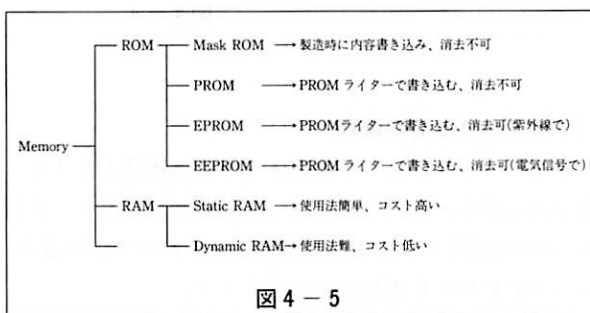 ROM Mask ROM → 製造時に内容書き込み、消去不可
PROM → PROM ライターで書き込む、消去不可
EPROM → PROMライターで書き込む、消去可(紫外線で)
Memory
EEPROM → PROM ライターで書き込む、消去可(電気信号で)
RAM Static RAM → 使用法簡単、コスト高い
Dynamic RAM → 使用法難、コスト低い
図4－5